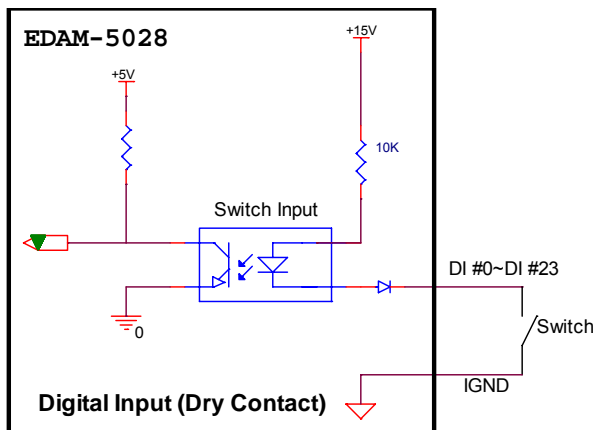 EDAM-5028
+15V
+5V
10K
Switch Input
DI #0~DI #23
Switch
0
IGND
Digital Input (Dry Contact)